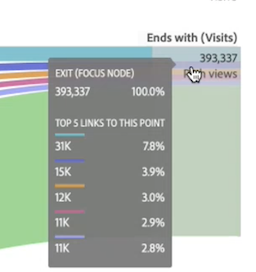 Ends with (Visits)
393,337
views
EXIT (FOCUS NODE)
393,337 100.0%
TOP 5 LINKS TO THIS POINT
31K 7.8%
15K 3.9%
12K 3.0%
11K 2.9%
11K 2.8%